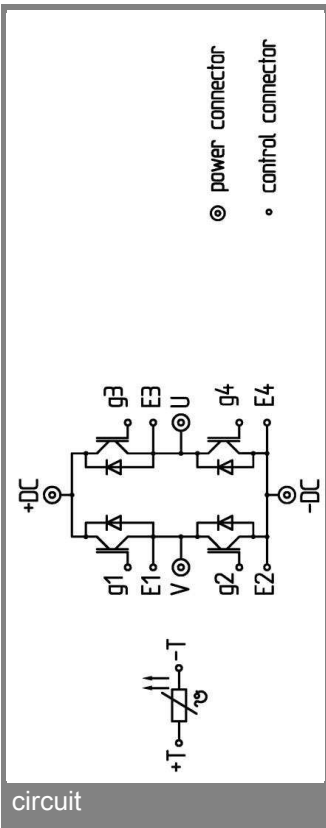 power connector
control connector
+DC
g3
E3
U
g4
E4
g1
E1
V
g2
E2
-DC
+T
-T
ϑ
circuit